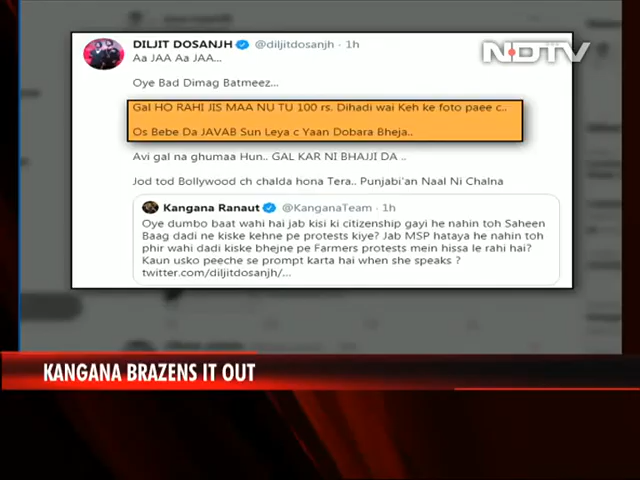 DILJIT DOSANJH @diljitdosanjh · 1h
NDTV
Aa JAA Aa JAA...
Oye Bad Dimag Batmeez...
Gal HO RAHI JIS MAA NU TU 100 rs. Dihadi wai Keh ke foto paee c..
Os Bebe Da JAVAB Sun Leya c Yaan Dobara Bheja..
Avi gal na ghumaa Hun.. GAL KAR NI BHAJJI DA ..
Jod tod Bollywood ch chalda hona Tera.. Punjabi'an Naal Ni Chalna
Kangana Ranaut @KanganaTeam · 1h
Oye dumbo baat wahi hai jab kisi ki citizenship gayi he nahin toh Saheen
Baag dadi ne kiske kehne pe protests kiye? Jab MSP hataya he nahin toh
phir wahi dadi kiske bhejne pe Farmers protests mein hissa le rahi hai?
Kaun usko peeche se prompt karta hai when she speaks ?
twitter.com/diljitdosanjh/...
KANGANA BRAZENS IT OUT